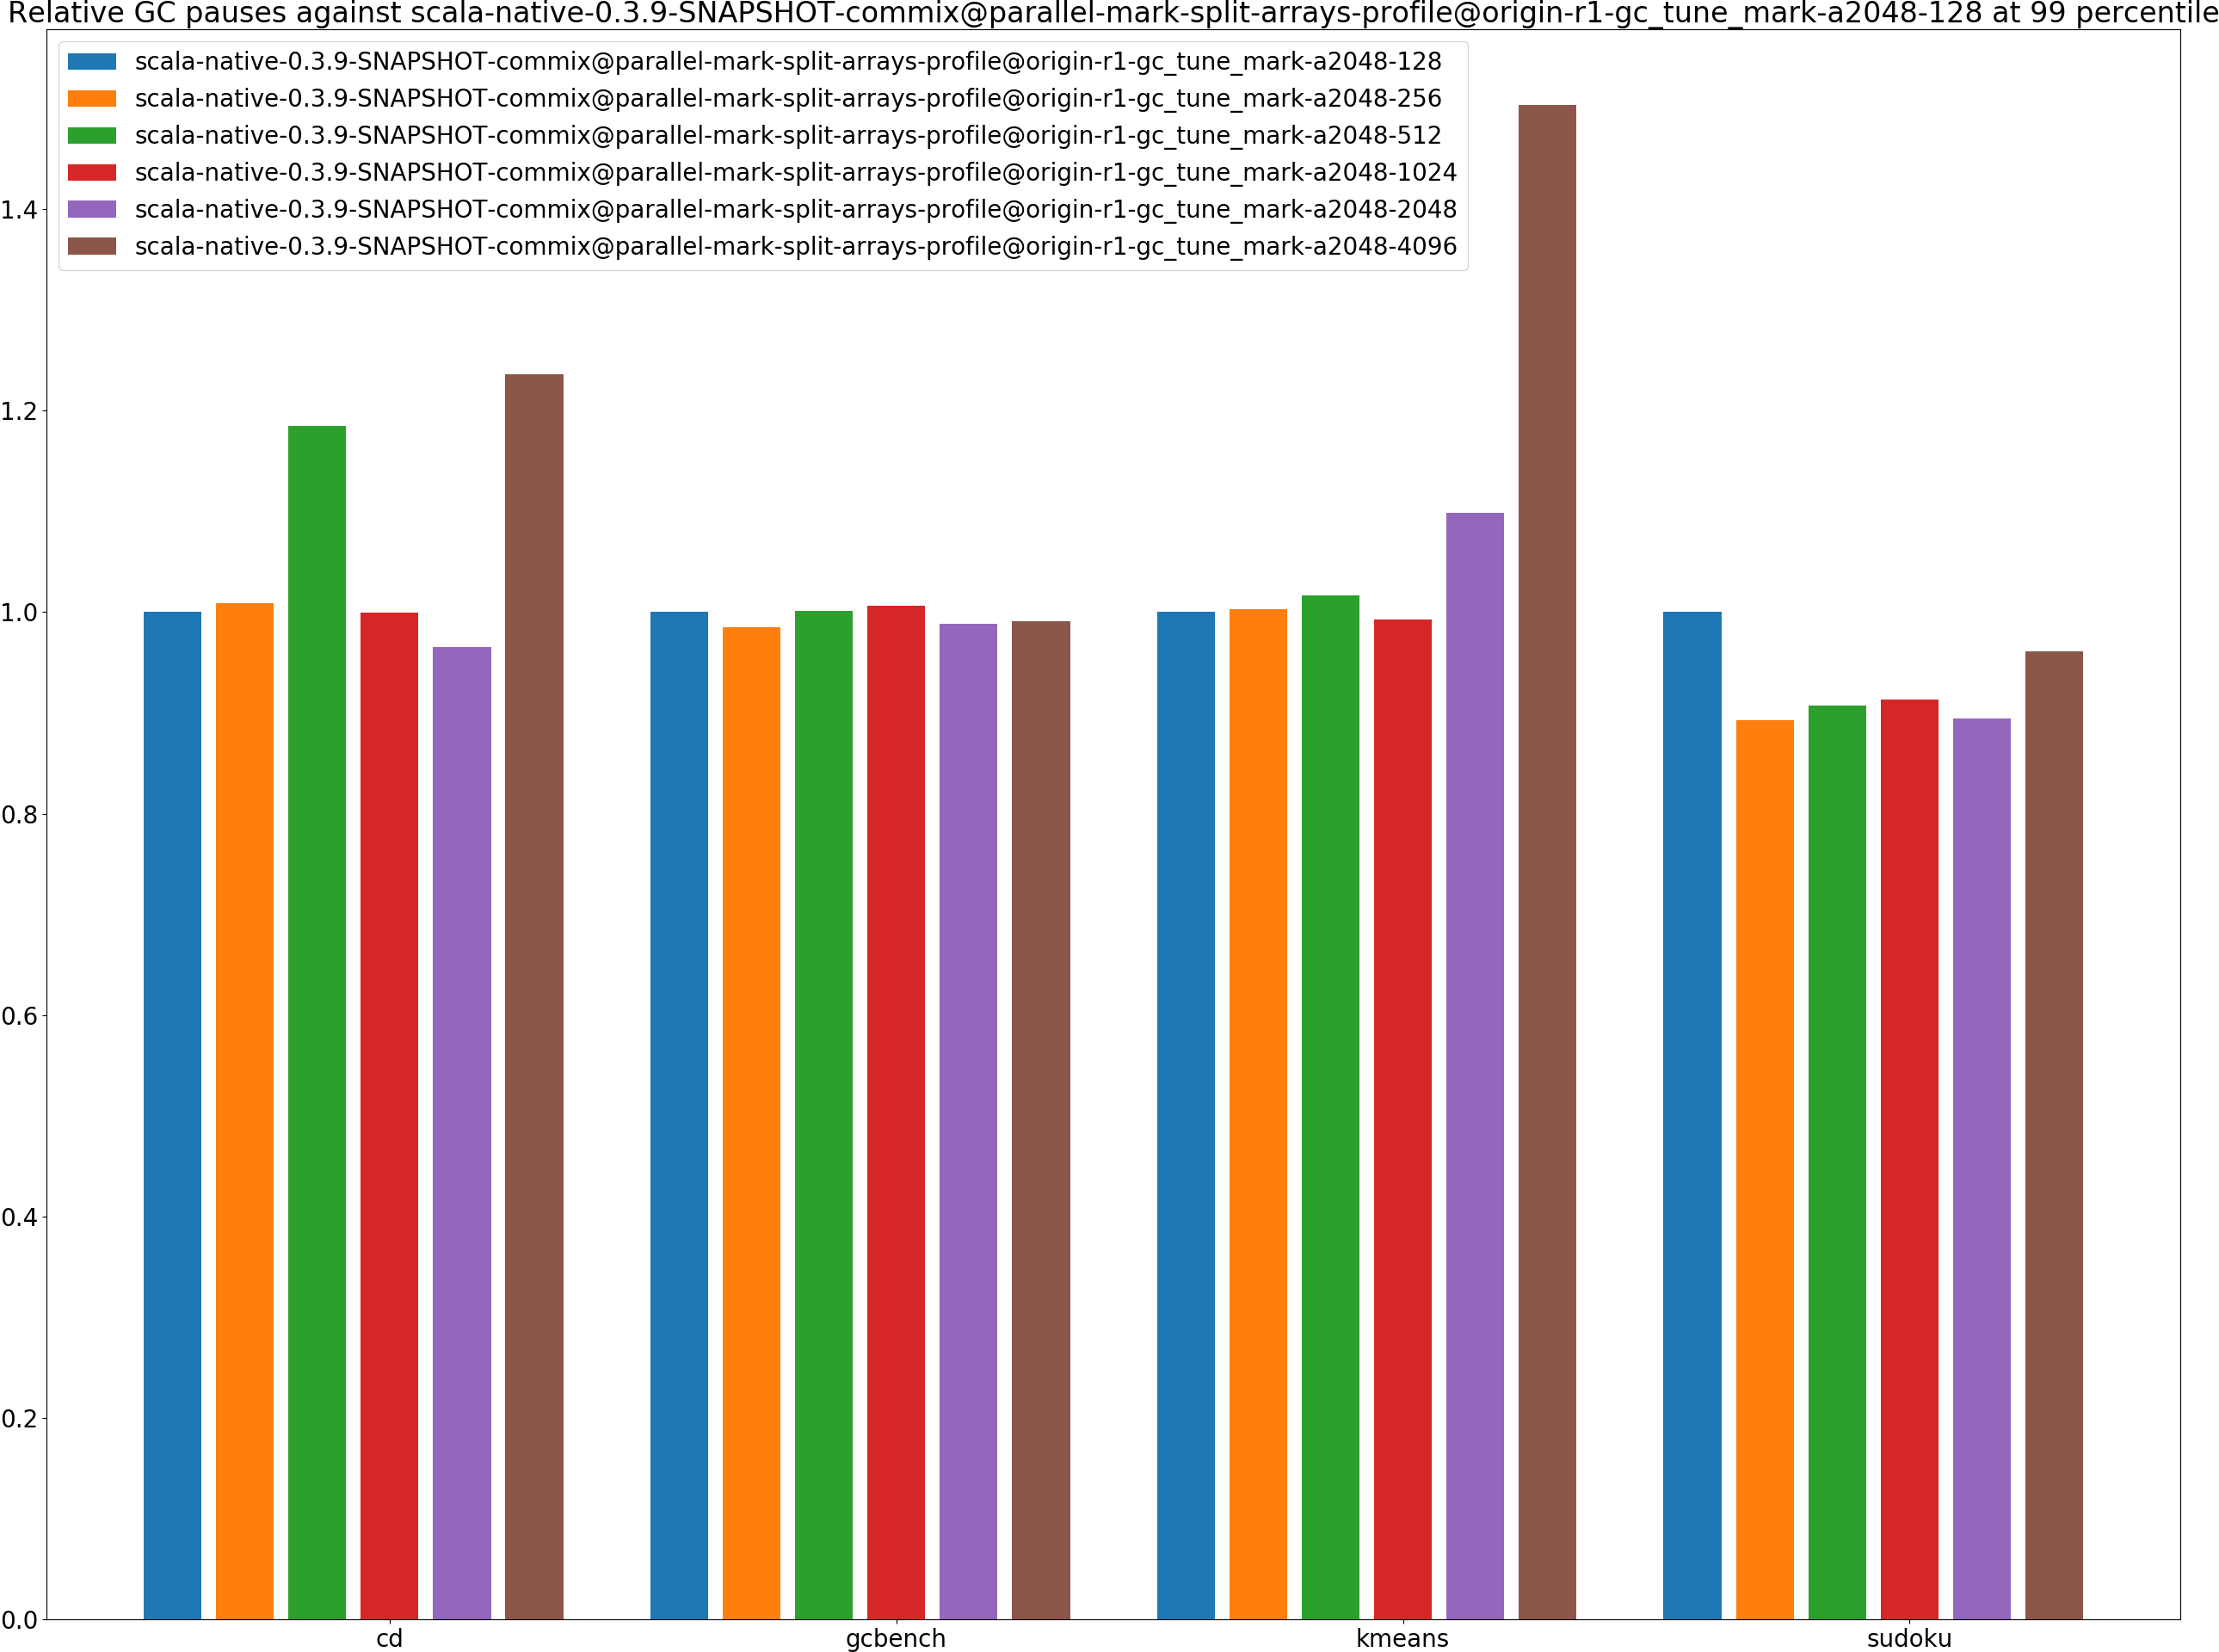 Relative GC pauses against scala-native-0.3.9-SNAPSHOT-commix@parallel-mark-split-arrays-profile@origin-r1-gc_tune_mark-a2048-128 at 99 percentile
scala-native-0.3.9-SNAPSHOT-commix@parallel-mark-split-arrays-profile@origin-r1-gc_tune_mark-a2048-128
scala-native-0.3.9-SNAPSHOT-commix@parallel-mark-split-arrays-profile@origin-r1-gc_tune_mark-a2048-256
scala-native-0.3.9-SNAPSHOT-commix@parallel-mark-split-arrays-profile@origin-r1-gc_tune_mark-a2048-512
scala-native-0.3.9-SNAPSHOT-commix@parallel-mark-split-arrays-profile@origin-r1-gc_tune_mark-a2048-1024
scala-native-0.3.9-SNAPSHOT-commix@parallel-mark-split-arrays-profile@origin-r1-gc_tune_mark-a2048-2048
scala-native-0.3.9-SNAPSHOT-commix@parallel-mark-split-arrays-profile@origin-r1-gc_tune_mark-a2048-4096
1.4
1.2
1.0
0.8
0.6
0.4
0.2
0.0
cd gcbench kmeans sudoku